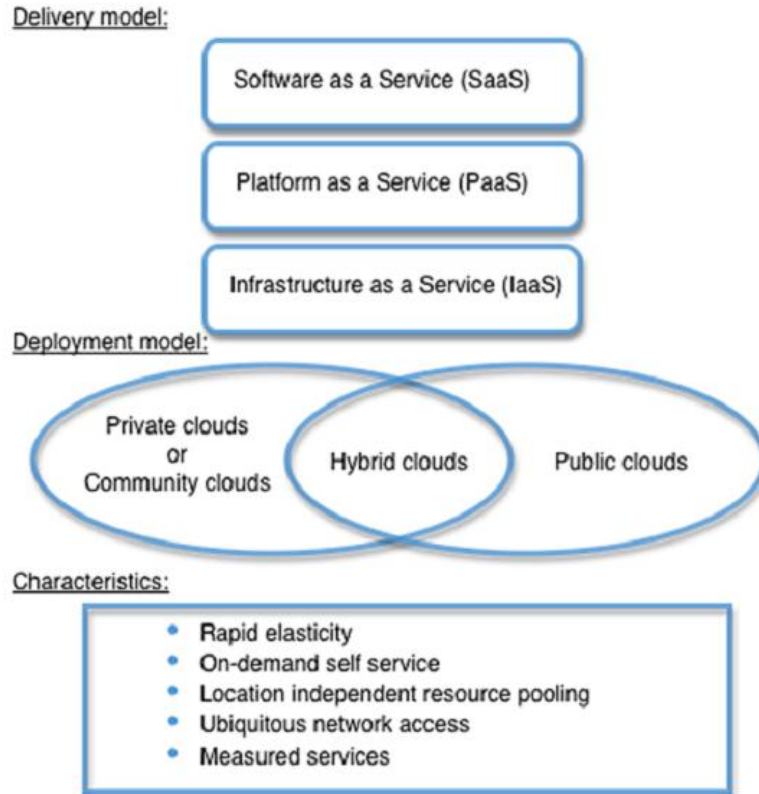 Delivery model:
Software as a Service (SaaS)
Platform as a Service (PaaS)
Infrastructure as a Service (IaaS)
Deployment model:
Private clouds
or
Community clouds
Hybrid clouds
Public clouds
Characteristics:
• Rapid elasticity
• On-demand self service
• Location independent resource pooling
• Ubiquitous network access
• Measured services